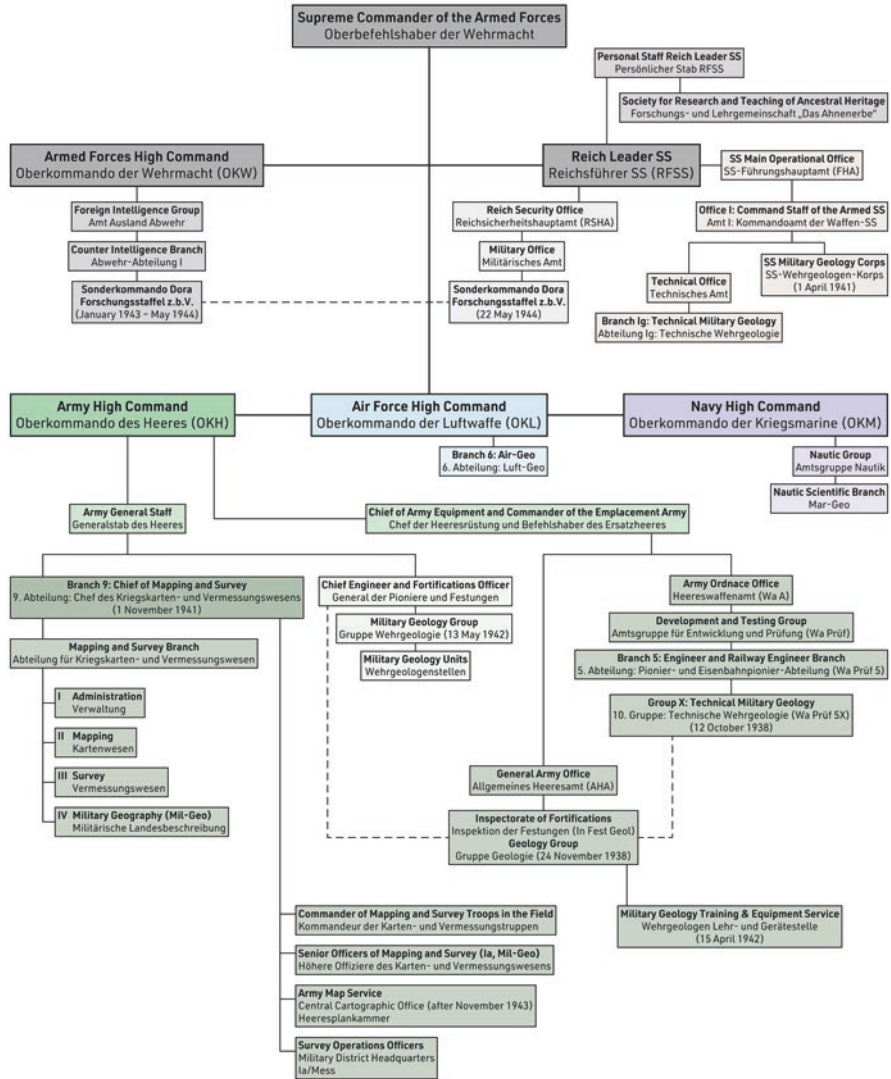 Supreme Commander of the Armed Forces
Oberbefehlshaber der Wehrmacht
Personal Staff Reich Leader SS
Persönlicher Stab RFSS
Society for Research and Teaching of Ancestral Heritage
Forschungs- und Lehrgemeinschaft „Das Ahnenerbe“
Armed Forces High Command
Oberkommando der Wehrmacht (OKW)
Reich Leader SS
Reichsführer SS (RFSS)
SS Main Operational Office
SS-Führungshauptamt (FHA)
Foreign Intelligence Group
Amt Ausland Abwehr
Reich Security Office
Reichsicherheitshauptamt (RSHA)
Office I: Command Staff of the Armed SS
Amt I: Kommandoamt der Waffen-SS
Counter Intelligence Branch
Abwehr-Abteilung I
Military Office
Militärisches Amt
SS Military Geology Corps
SS-Wehrgeologen-Korps
(1 April 1941)
Sonderkommando Dora
Forschungsstaffel z.b.V.
(January 1943 – May 1944)
Sonderkommando Dora
Forschungsstaffel z.b.V.
(22 May 1944)
Technical Office
Technisches Amt
Branch Ig: Technical Military Geology
Abteilung Ig: Technische Wehrgeologie
Army High Command
Oberkommando des Heeres (OKH)
Air Force High Command
Oberkommando der Luftwaffe (OKL)
Navy High Command
Oberkommando der Kriegsmarine (OKM)
Branch 6: Air-Geo
6. Abteilung: Luft-Geo
Nautic Group
Amtsgruppe Nautik
Nautic Scientific Branch
Mar-Geo
Army General Staff
Generalstab des Heeres
Chief of Army Equipment and Commander of the Emplacement Army
Chef der Heeresrüstung und Befehlshaber des Ersatzheeres
Branch 9: Chief of Mapping and Survey
9. Abteilung: Chef des Kriegskarten- und Vermessungswesens
(1 November 1941)
Chief Engineer and Fortifications Officer
General der Pioniere und Festungen
Army Ordnace Office
Heereswaffenamt (Wa A)
Military Geology Group
Gruppe Wehrgeologie (13 May 1942)
Development and Testing Group
Amtsgruppe für Entwicklung und Prüfung (Wa Prüf)
Mapping and Survey Branch
Abteilung für Kriegskarten- und Vermessungswesen
Military Geology Units
Wehrgeologenstellen
Branch 5: Engineer and Railway Engineer Branch
5. Abteilung: Pionier- und Eisenbahnpionier-Abteilung (Wa Prüf 5)
I Administration
Verwaltung
Group X: Technical Military Geology
10. Gruppe: Technische Wehrgeologie (Wa Prüf 5X)
(12 October 1938)
II Mapping
Kartenwesen
III Survey
Vermessungswesen
General Army Office
Allgemeines Heeresamt (AHA)
IV Military Geography (Mil-Geo)
Militärische Landesbeschreibung
Inspectorate of Fortifications
Inspektion der Festungen (In Fest Geol)
Geology Group
Gruppe Geologie (24 November 1938)
Commander of Mapping and Survey Troops in the Field
Kommandeur der Karten- und Vermessungstruppen
Military Geology Training & Equipment Service
Wehrgeologen Lehr- und Gerätestelle
(15 April 1942)
Senior Officers of Mapping and Survey (Ia, Mil-Geo)
Höhere Offiziere des Karten- und Vermessungswesens
Army Map Service
Central Cartographic Office (after November 1943)
Heeresplankammer
Survey Operations Officers
Military District Headquarters
Ia/Mess